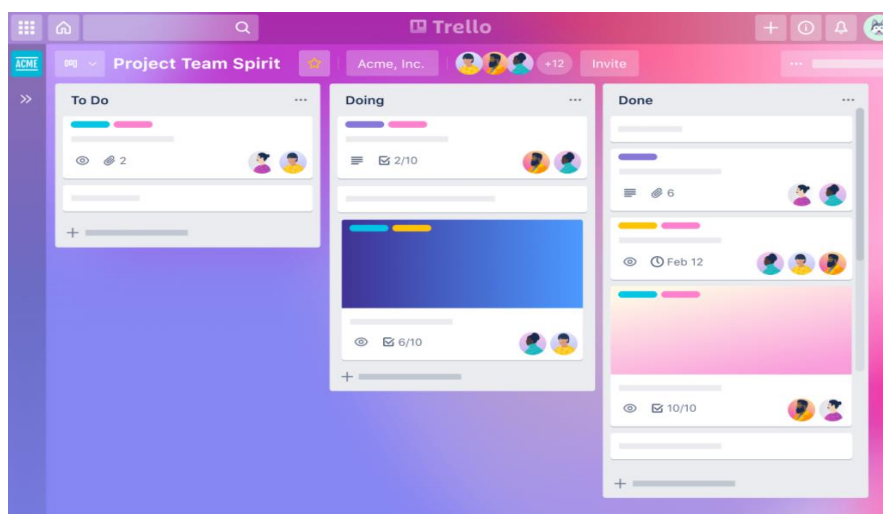 Trello
ACME
Project Team Spirit
Acme, Inc.
+12
Invite
To Do
2
Doing
2/10
6/10
Done
6
Feb 12
10/10